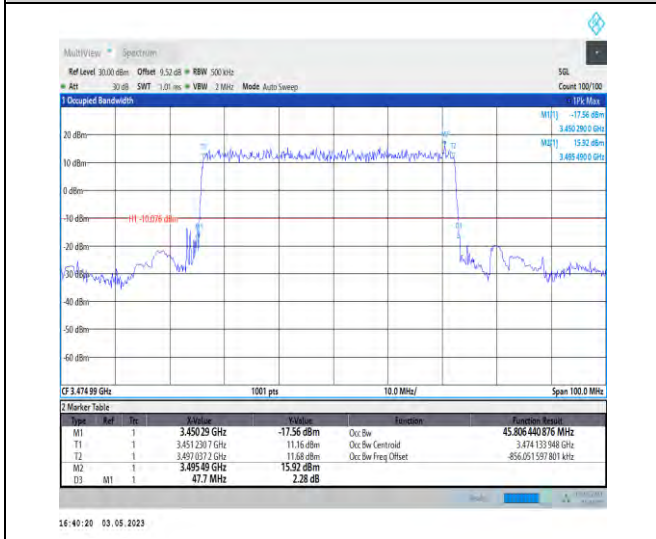 MultiView Spectrum
Ref Level 30.00 dBm Offset 9.52 dB RBW 500 kHz SGL
Att 30 dB SWT 1.01 ms VBW 2 MHz Mode Auto Sweep Count 100/100
1 Occupied Bandwidth 1Pk Max
M1[1] -17.56 dBm
3.450 290 0 GHz
M2[1] 15.92 dBm
3.495 490 0 GHz
20 dBm
T1
T2
10 dBm
0 dBm
-10 dBm
H1 -10.076 dBm
M1
D3
-20 dBm
-30 dBm
-40 dBm
-50 dBm
-60 dBm
CF 3.474 99 GHz 1001 pts 10.0 MHz/ Span 100.0 MHz
2 Marker Table
Type Ref Trc X-Value Y-Value Function Function Result
M1 1 3.450 29 GHz -17.56 dBm Occ Bw 45.806 440 876 MHz
T1 1 3.451 230 7 GHz 11.16 dBm Occ Bw Centroid 3.474 133 948 GHz
T2 1 3.497 037 2 GHz 11.68 dBm Occ Bw Freq Offset -856.051 597 801 kHz
M2 1 3.495 49 GHz 15.92 dBm
D3 M1 1 47.7 MHz 2.28 dB
16:40:20 03.05.2023